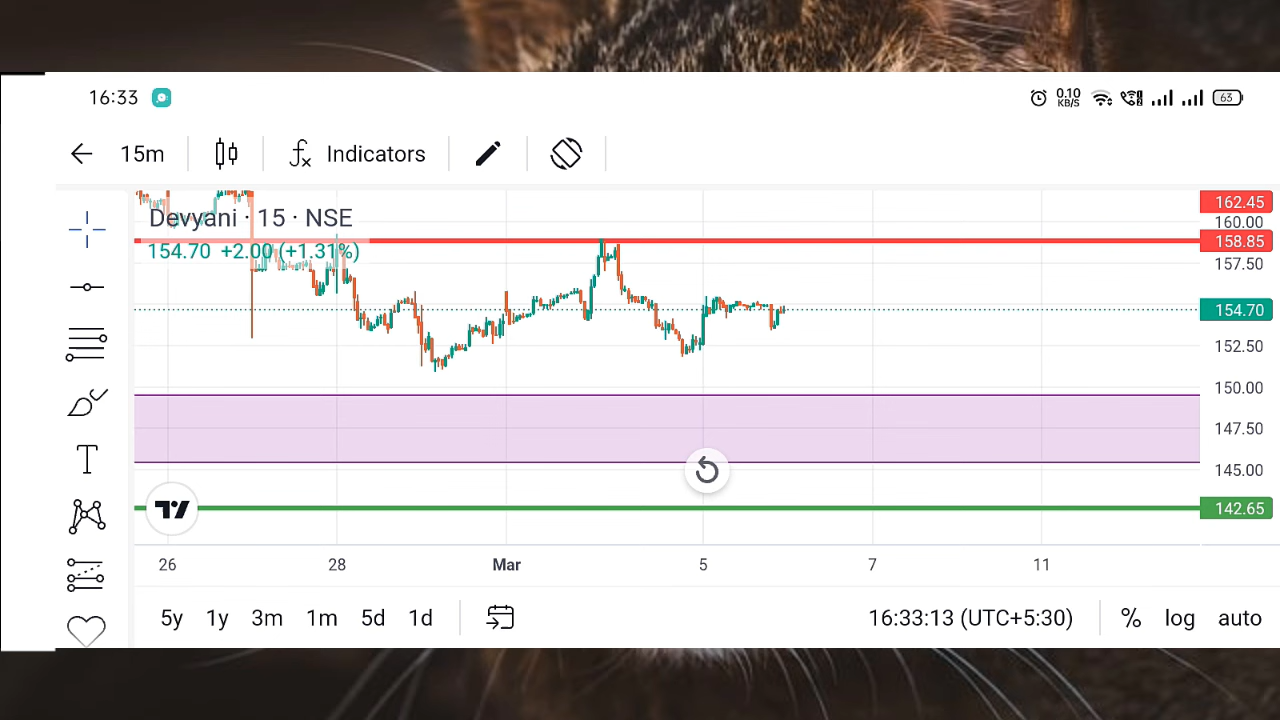 16:33
0.10
KB/S
63
15m
Indicators
Devyani · 15 · NSE
154.70 +2.00 (+1.31%)
162.45
160.00
158.85
157.50
154.70
152.50
150.00
147.50
145.00
142.65
26 28 Mar 5 7 11
5y 1y 3m 1m 5d 1d
16:33:13 (UTC+5:30)
% log auto